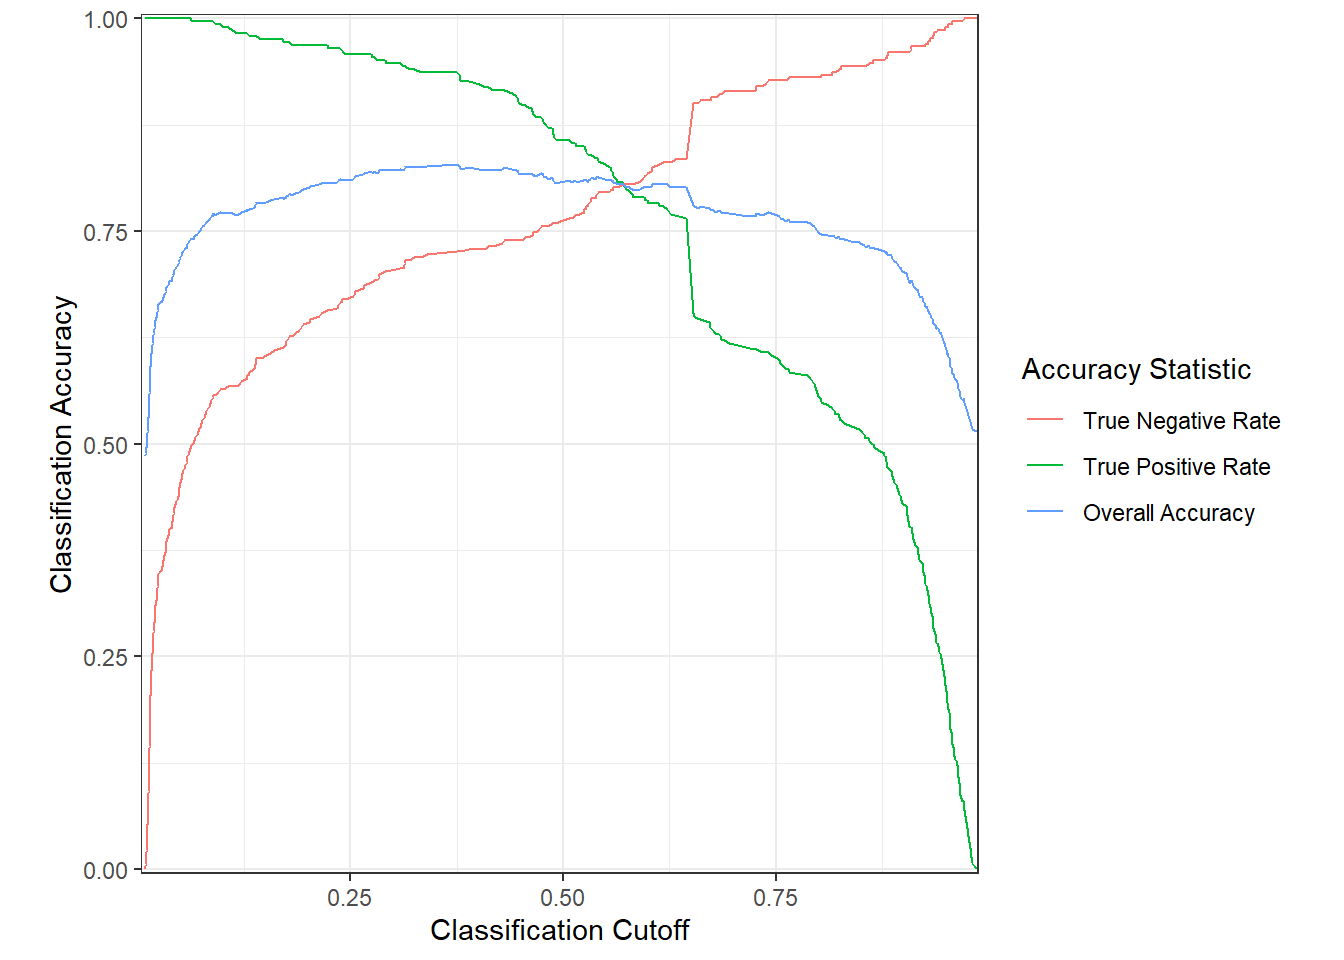 1.00
0.75
0.50
0.25
0.00
Classification Accuracy
0.25 0.50 0.75
Classification Cutoff
Accuracy Statistic
True Negative Rate
True Positive Rate
Overall Accuracy